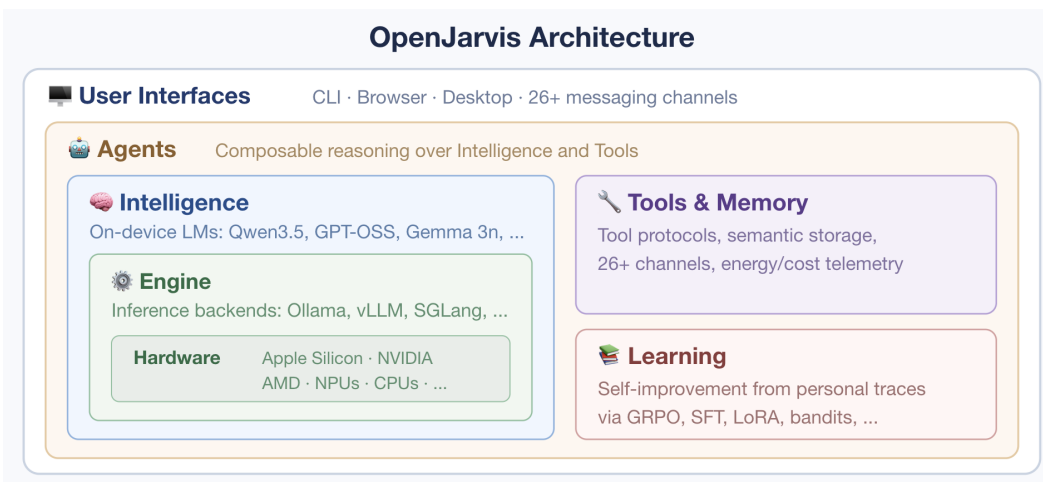 OpenJarvis Architecture
User Interfaces CLI · Browser · Desktop · 26+ messaging channels
Agents Composable reasoning over Intelligence and Tools
Intelligence
On-device LMs: Qwen3.5, GPT-OSS, Gemma 3n, ...
Engine
Inference backends: Ollama, vLLM, SGLang, ...
Hardware Apple Silicon · NVIDIA
AMD · NPUs · CPUs · ...
Tools & Memory
Tool protocols, semantic storage,
26+ channels, energy/cost telemetry
Learning
Self-improvement from personal traces
via GRPO, SFT, LoRA, bandits, ...